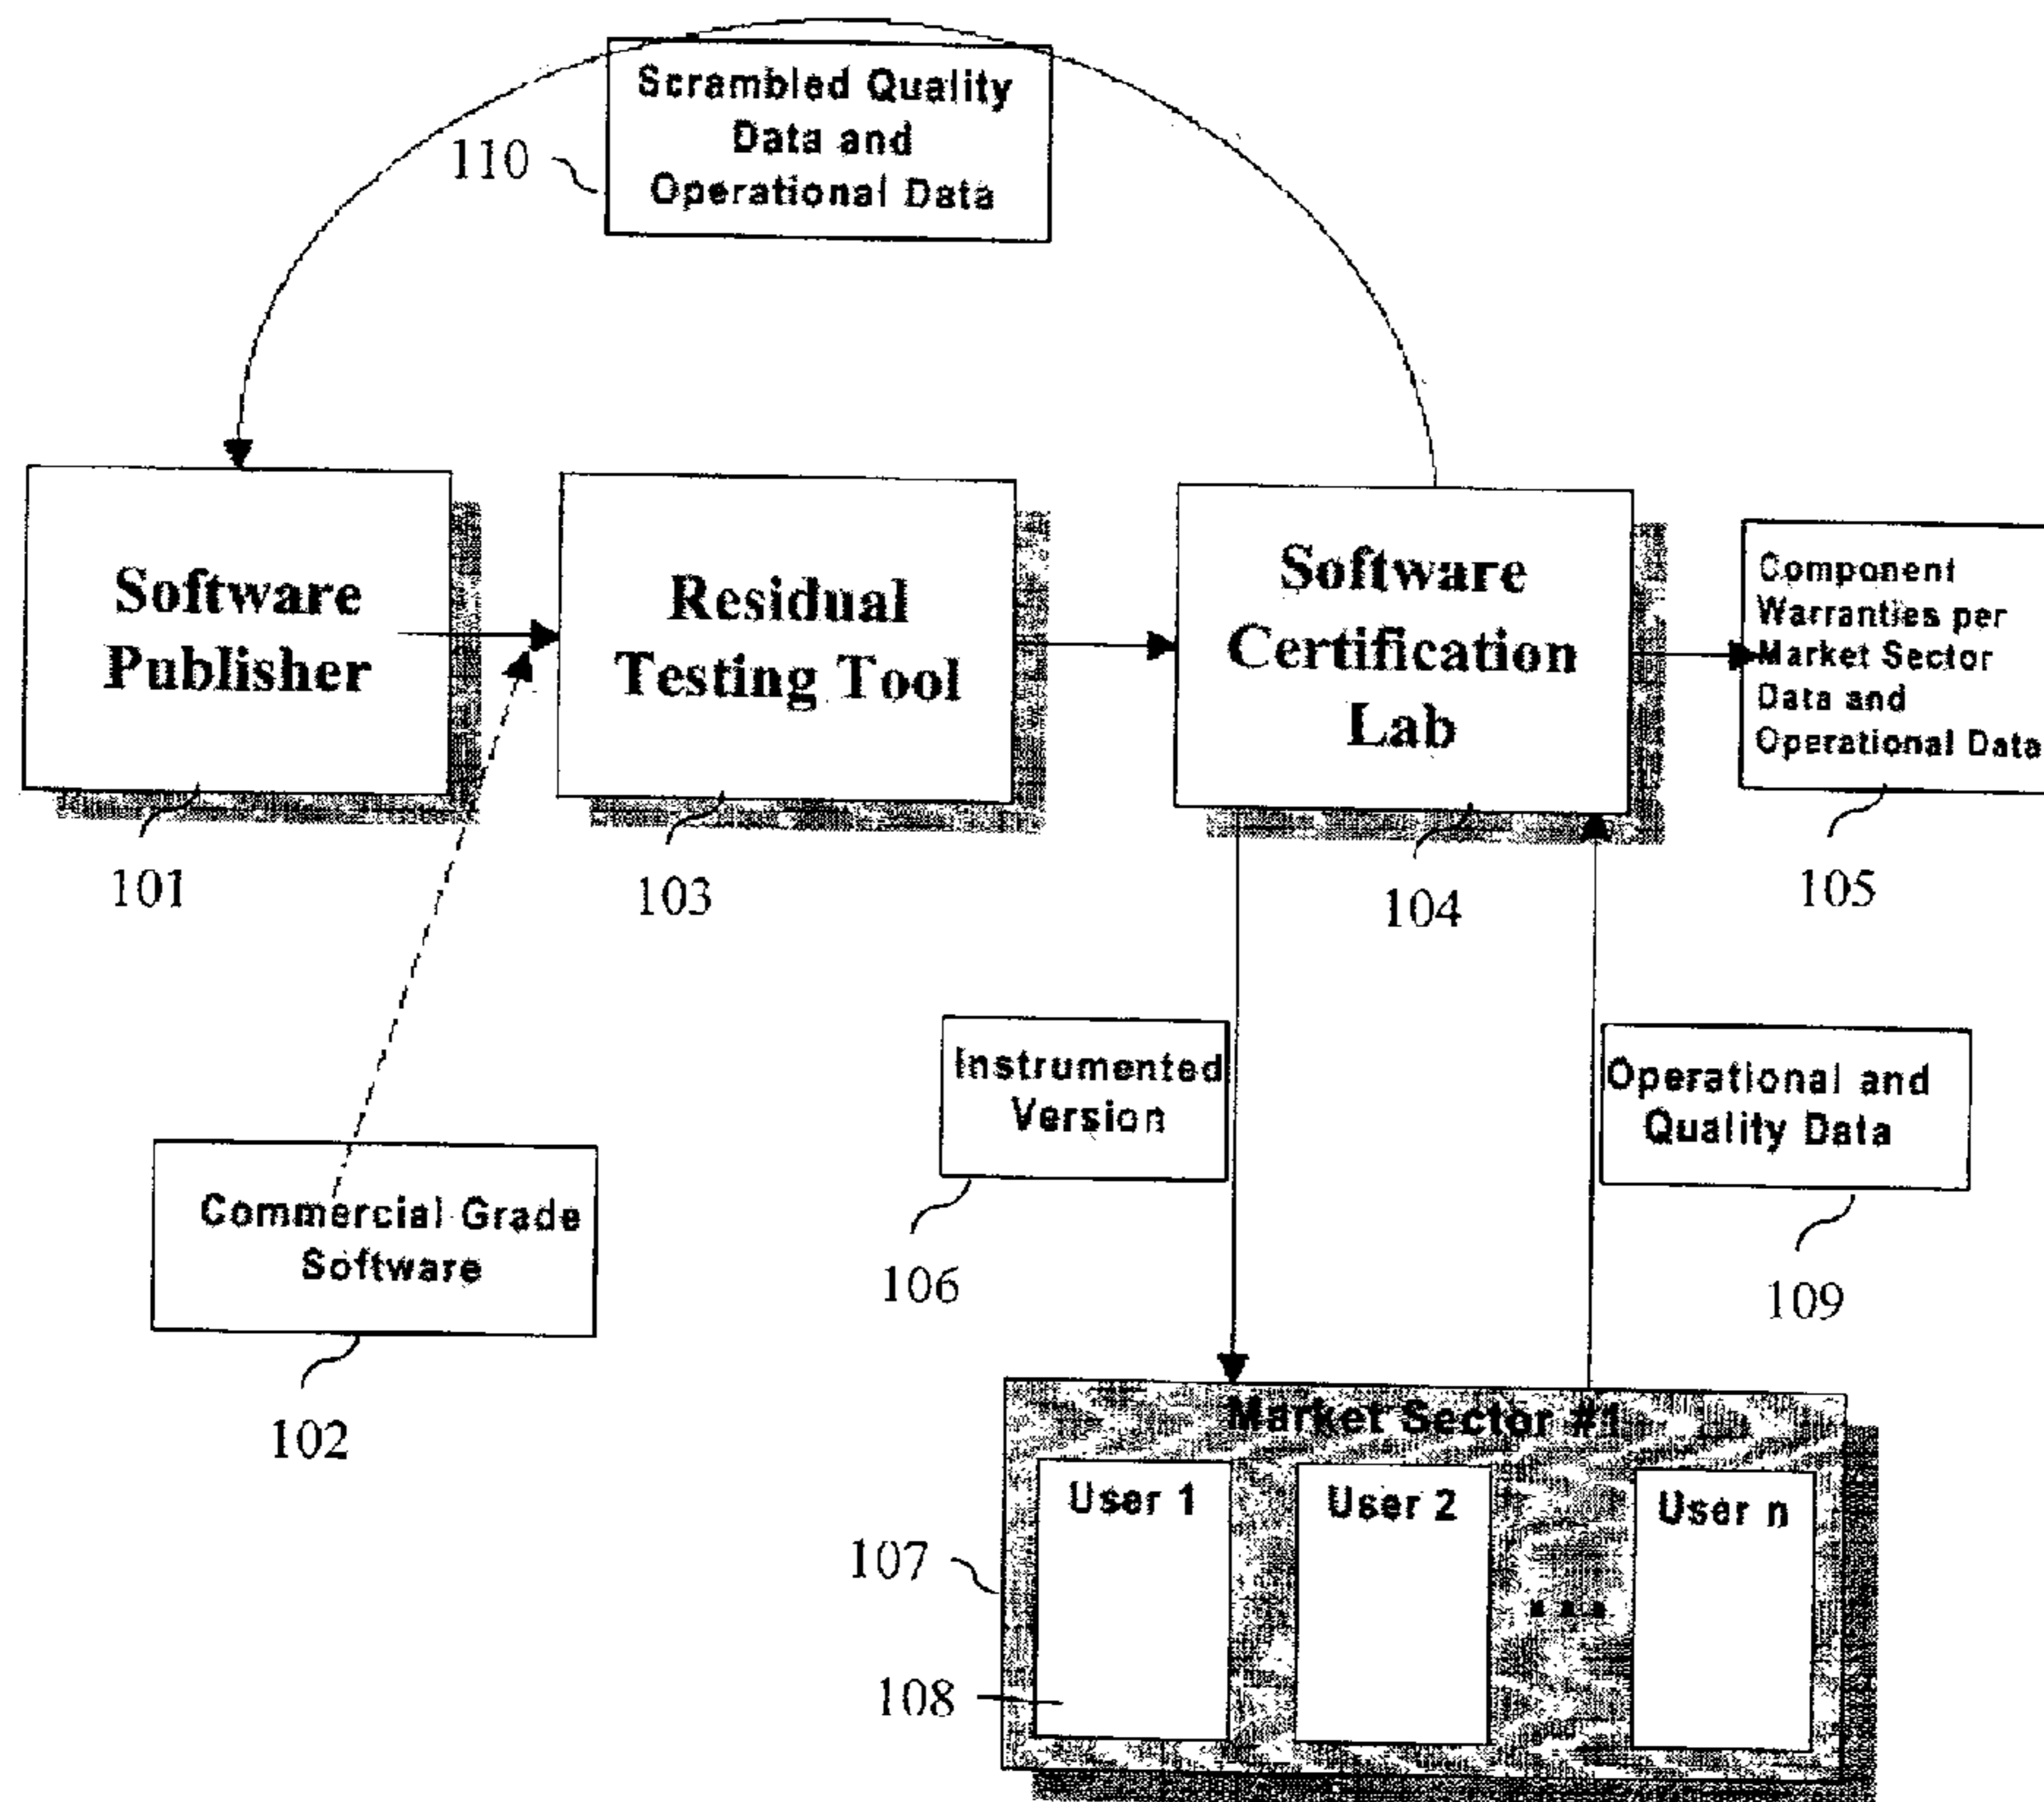 Scrambled Quality
Data and
Operational Data
110
Software
Publisher
101
Residual
Testing Tool
103
Software
Certification
Lab
104
Component
Warranties per
Market Sector
Data and
Operational Data
105
Commercial Grade
Software
102
Instrumented
Version
106
Operational and
Quality Data
109
Market Sector #1
User 1
User 2
...
User n
107
108